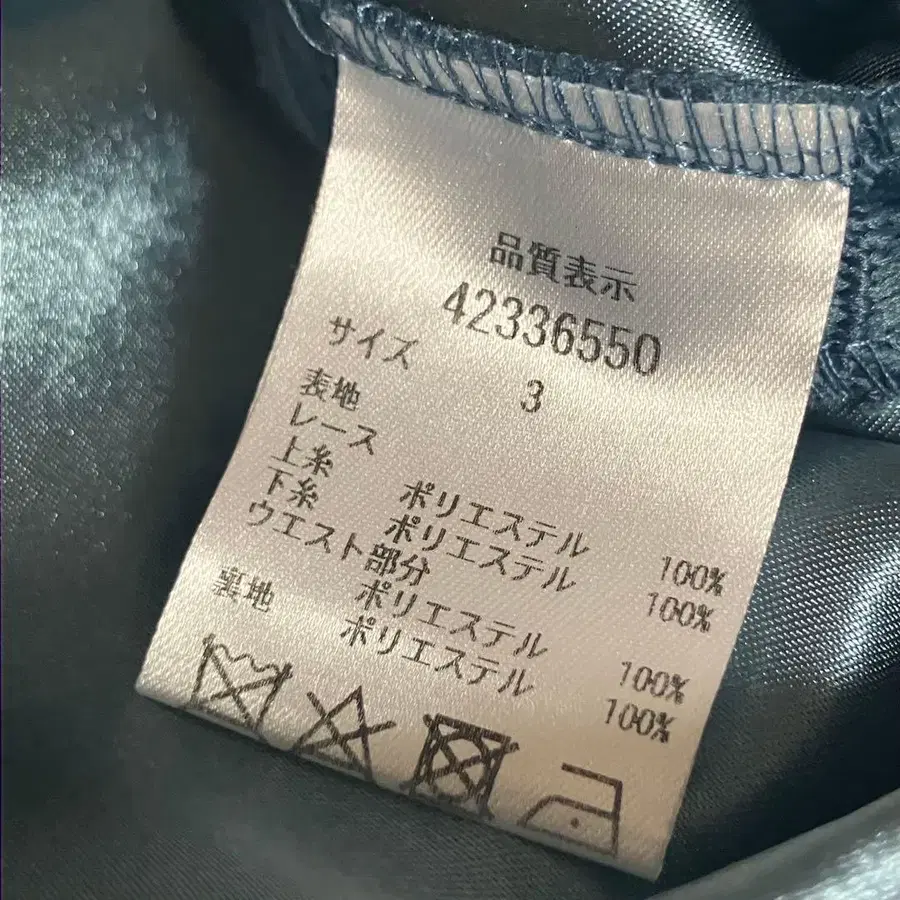 品質表示
42336550
サイズ 3
表地
レース
上糸 ポリエステル 100%
下糸 ポリエステル 100%
ウエスト部分
ポリエステル 100%
裏地 ポリエステル 100%